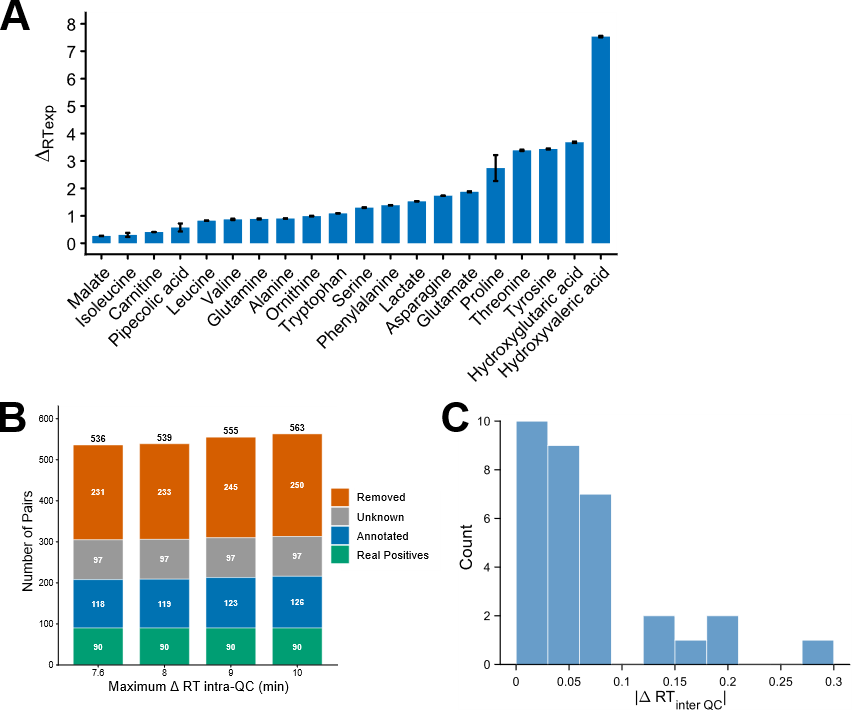 A
ΔRTexp
8
7
6
5
4
3
2
1
0
Malate
Isoleucine
Carnitine
Pipecolic acid
Leucine
Valine
Glutamine
Alanine
Ornithine
Tryptophan
Serine
Phenylalanine
Lactate
Asparagine
Glutamate
Proline
Threonine
Tyrosine
Hydroxyglutaric acid
Hydroxyvaleric acid
B
Number of Pairs
600
500
400
300
200
100
0
536 539 555 563
231 233 245 250
97 97 97 97
118 119 123 126
90 90 90 90
7.6 8 9 10
Maximum Δ RT intra-QC (min)
Removed
Unknown
Annotated
Real Positives
C
Count
10
8
6
4
2
0
0 0.05 0.1 0.15 0.2 0.25 0.3
|Δ RTinter QC|